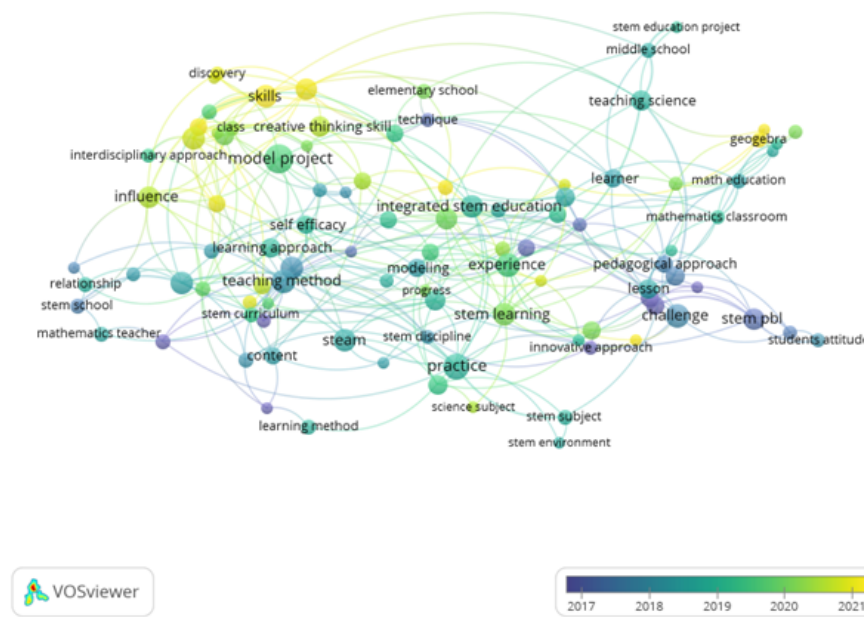 stem education project
middle school
discovery
elementary school
skills
teaching science
technique
class
creative thinking skill
geogebra
interdisciplinary approach
model project
learner
math education
influence
integrated stem education
mathematics classroom
self efficacy
learning approach
pedagogical approach
experience
modeling
relationship
teaching method
lesson
progress
stem school
stem curriculum
stem learning
challenge
stem pbl
mathematics teacher
steam
stem discipline
students attitude
innovative approach
content
practice
science subject
stem subject
learning method
stem environment
VOSviewer
2017
2018
2019
2020
2021